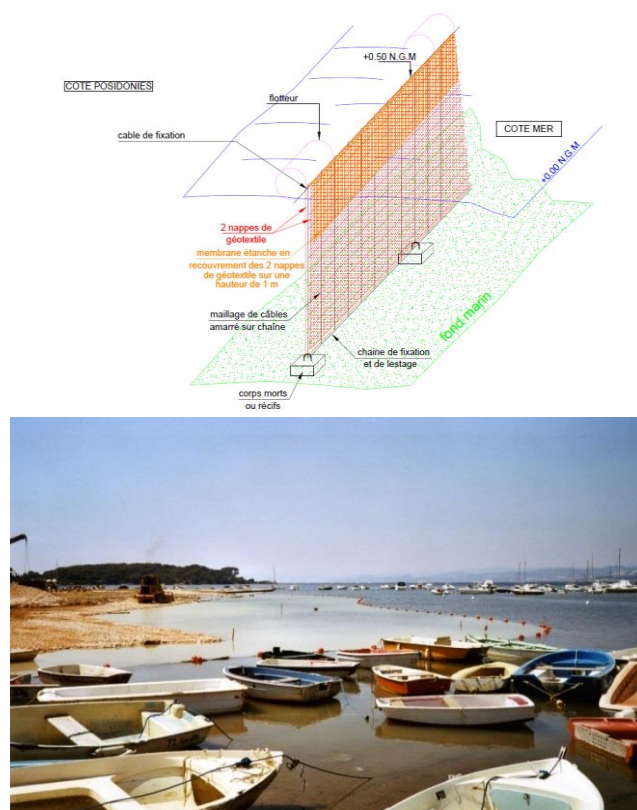 +0.50 N.G.M
COTE POSIDONIES
flotteur
COTE MER
cable de fixation
+0.00 N.G.M
2 nappes de
géotextile
membrane étanche en
recouvrement des 2 nappes
de géotextile sur une
hauteur de 1 m
maillage de câbles
amarré sur chaîne
fond marin
chaine de fixation
et de lestage
corps morts
ou récifs